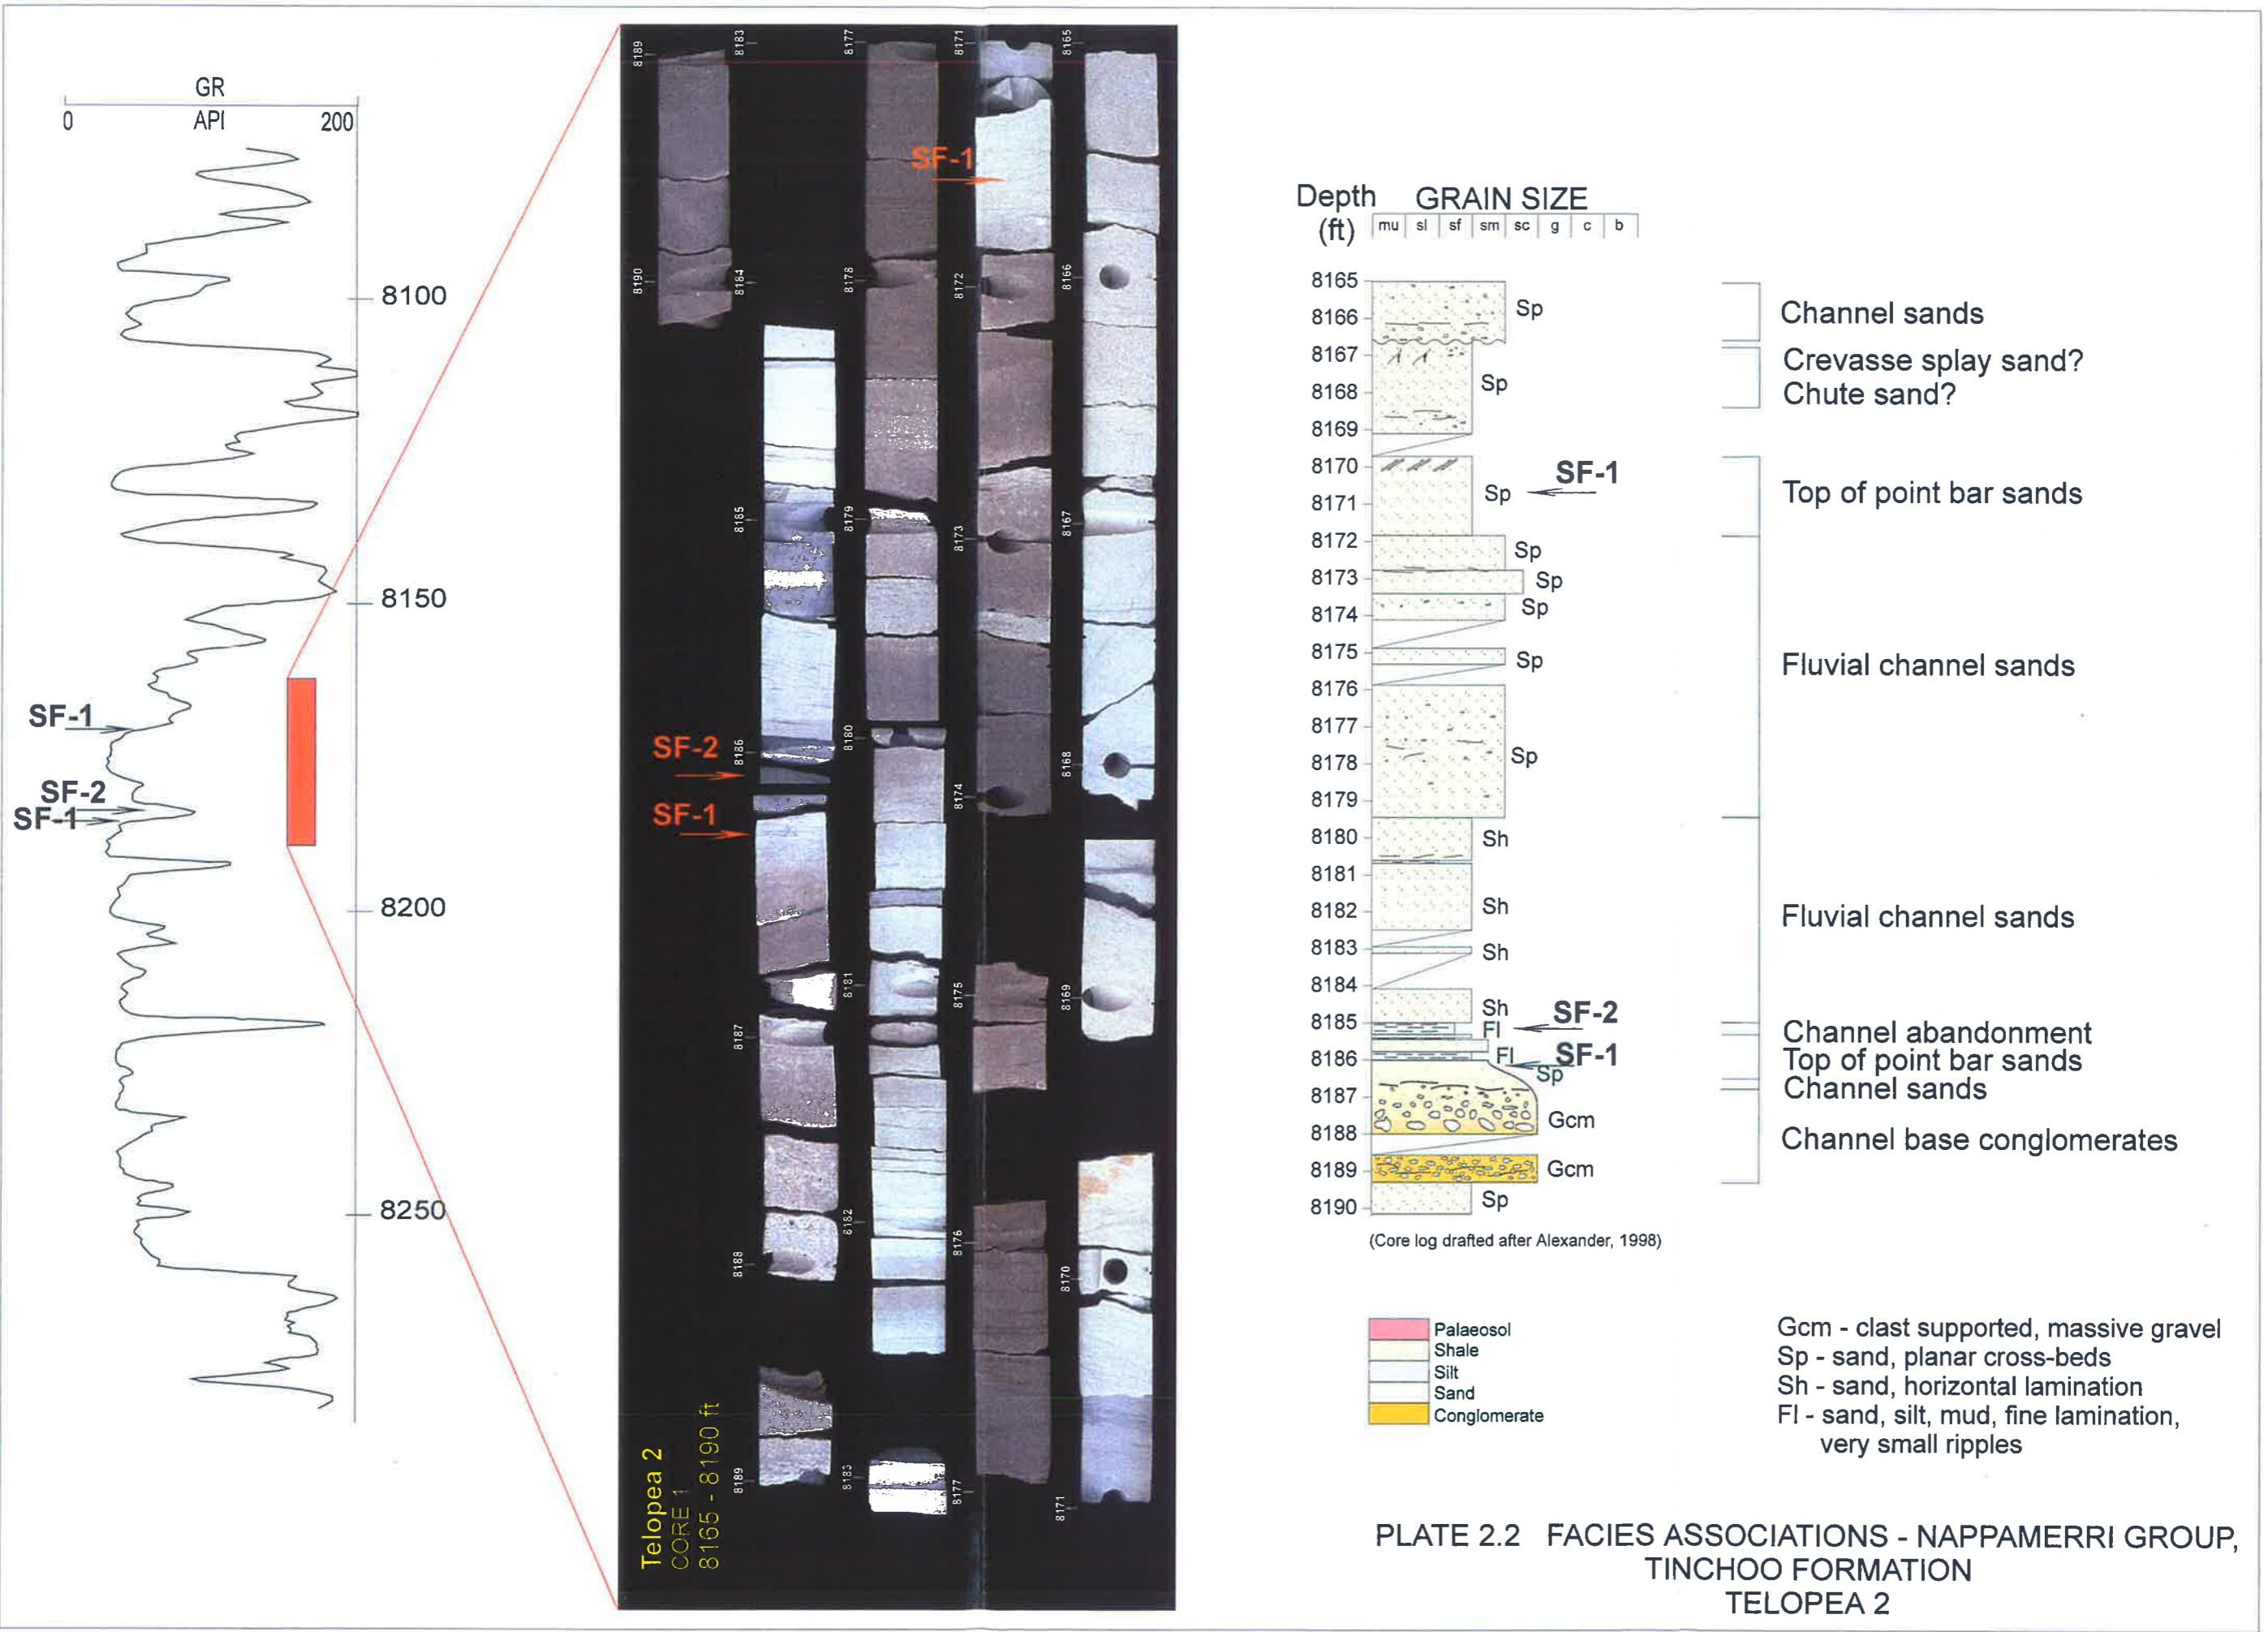 GR
API
0
200
8100
8150
8200
8250
SF-1
SF-2
SF-1
8189
8190
8183
8184
8185
8186
8187
8188
8189
8177
8178
8179
8180
8181
8182
8183
8171
8172
8173
8174
8175
8176
8177
8165
8166
8167
8168
8169
8170
8171
SF-1
SF-2
SF-1
Telopea 2
CORE 1
8165 - 8190 ft
Depth
(ft)
GRAIN SIZE
mu sl sf sm sc g c b
8165
8166
8167
8168
8169
8170
8171
8172
8173
8174
8175
8176
8177
8178
8179
8180
8181
8182
8183
8184
8185
8186
8187
8188
8189
8190
Sp
Sp
SF-1
Sp
Sp
Sp
Sp
Sp
Sp
Sh
Sh
Sh
Sh
SF-2
Fl
Fl
SF-1
Sp
Gcm
Gcm
Sp
Channel sands
Crevasse splay sand?
Chute sand?
Top of point bar sands
Fluvial channel sands
Fluvial channel sands
Channel abandonment
Top of point bar sands
Channel sands
Channel base conglomerates
(Core log drafted after Alexander, 1998)
Palaeosol
Shale
Silt
Sand
Conglomerate
Gcm - clast supported, massive gravel
Sp - sand, planar cross-beds
Sh - sand, horizontal lamination
Fl - sand, silt, mud, fine lamination,
very small ripples
PLATE 2.2 FACIES ASSOCIATIONS - NAPPAMERRI GROUP,
TINCHOO FORMATION
TELOPEA 2